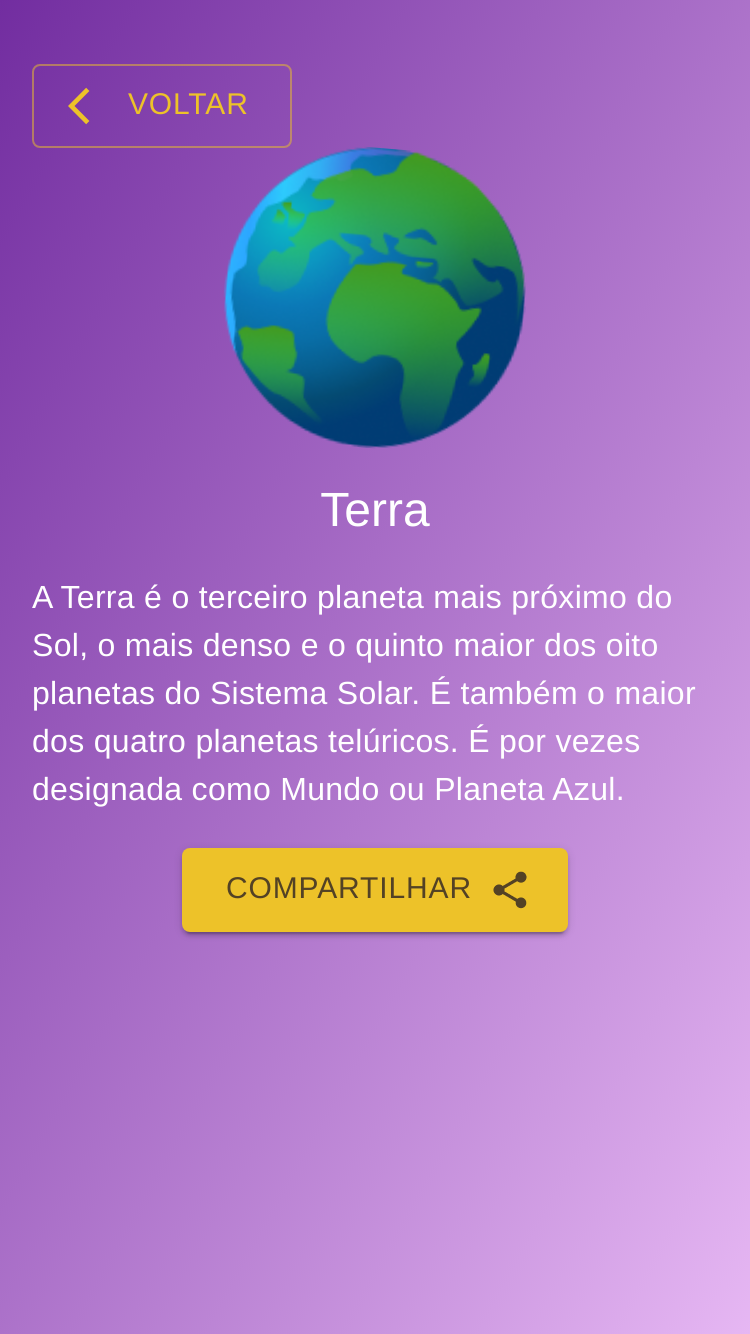 VOLTAR
Terra
A Terra é o terceiro planeta mais próximo do
Sol, o mais denso e o quinto maior dos oito
planetas do Sistema Solar. É também o maior
dos quatro planetas telúricos. É por vezes
designada como Mundo ou Planeta Azul.
COMPARTILHAR